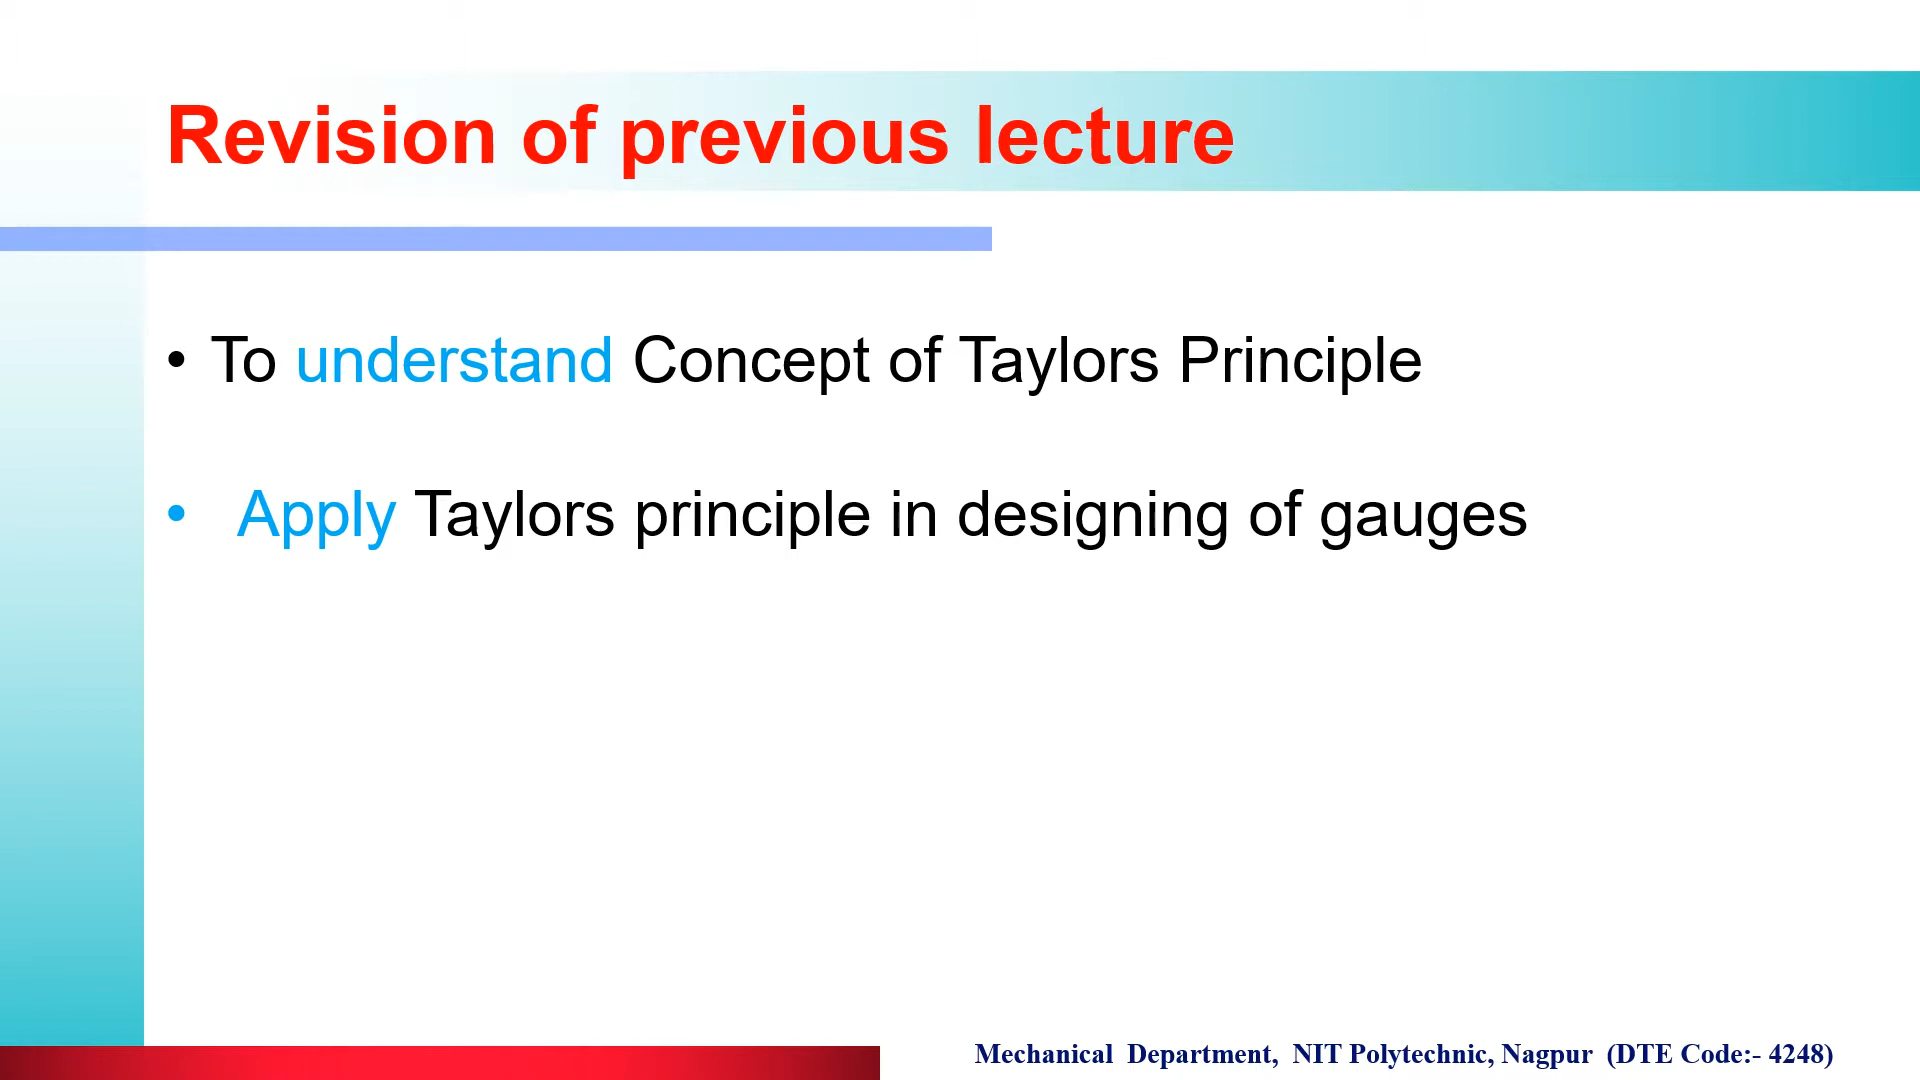 Revision of previous lecture
• To understand Concept of Taylors Principle
• Apply Taylors principle in designing of gauges
Mechanical Department, NIT Polytechnic, Nagpur (DTE Code:- 4248)